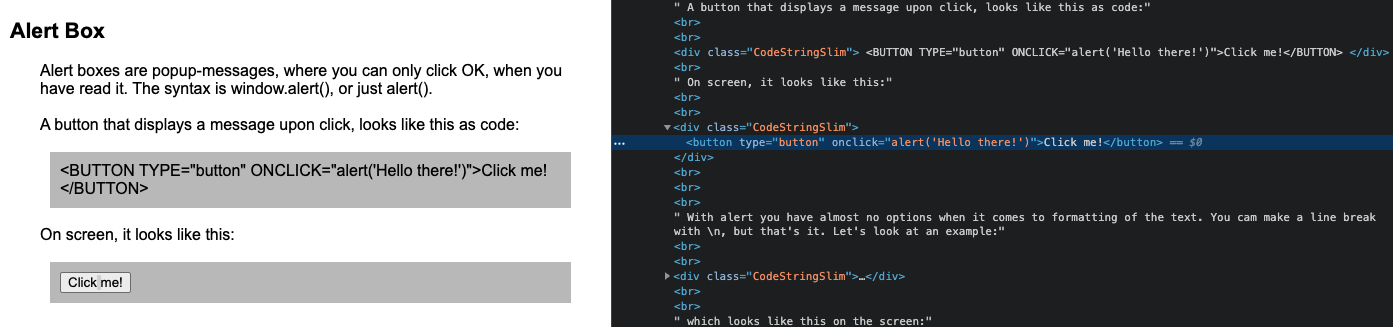 Alert Box
Alert boxes are popup-messages, where you can only click OK, when you
have read it. The syntax is window.alert(), or just alert().
A button that displays a message upon click, looks like this as code:
<BUTTON TYPE="button" ONCLICK="alert('Hello there!')">Click me!
</BUTTON>
On screen, it looks like this:
Click me!
" A button that displays a message upon click, looks like this as code:"
<br>
<br>
<div class="CodeStringSlim"> <BUTTON TYPE="button" ONCLICK="alert('Hello there!')">Click me!</BUTTON> </div>
<br>
" On screen, it looks like this:"
<br>
<br>
<div class="CodeStringSlim">
<button type="button" onclick="alert('Hello there!')">Click me!</button> == $0
</div>
<br>
<br>
<br>
" With alert you have almost no options when it comes to formatting of the text. You cam make a line break
with \n, but that's it. Let's look at an example:"
<br>
<br>
<div class="CodeStringSlim">…</div>
<br>
<br>
" which looks like this on the screen:"